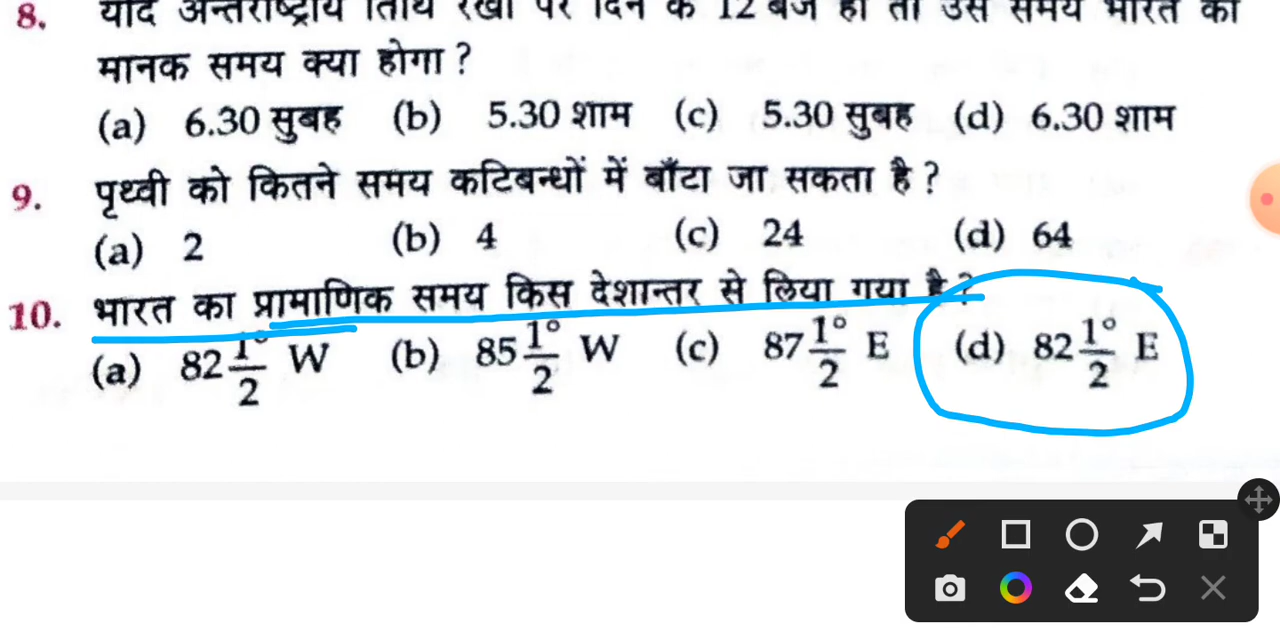 8. यदि अन्तर्राष्ट्रीय तिथि रेखा पर दिन के 12 बजे हों तो उस समय भारत का
मानक समय क्या होगा ?
(a) 6.30 सुबह (b) 5.30 शाम (c) 5.30 सुबह (d) 6.30 शाम
9. पृथ्वी को कितने समय कटिबन्धों में बाँटा जा सकता है ?
(a) 2 (b) 4 (c) 24 (d) 64
10. भारत का प्रामाणिक समय किस देशान्तर से लिया गया है ?
(a) 82 1/2° W (b) 85 1/2° W (c) 87 1/2° E (d) 82 1/2° E